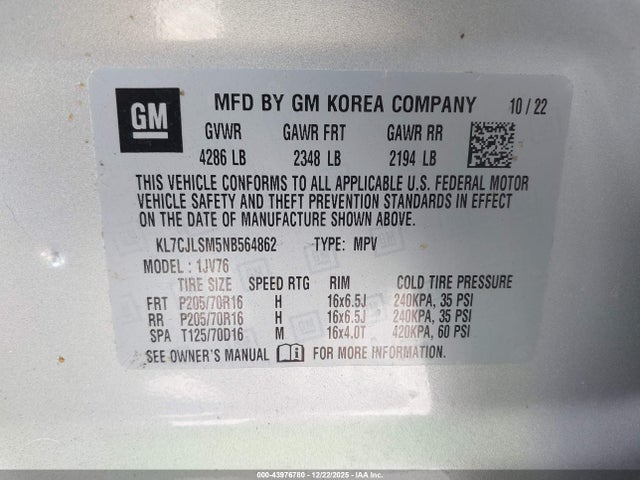 GM
MFD BY GM KOREA COMPANY 10 / 22
GVWR GAWR FRT GAWR RR
4286 LB 2348 LB 2194 LB
THIS VEHICLE CONFORMS TO ALL APPLICABLE U.S. FEDERAL MOTOR
VEHICLE SAFETY AND THEFT PREVENTION STANDARDS IN EFFECT
ON THE DATE OF MANUFACTURE SHOWN ABOVE.
KL7CJLSM5NB564862 TYPE: MPV
MODEL : 1JV76
TIRE SIZE SPEED RTG RIM COLD TIRE PRESSURE
FRT P205/70R16 H 16x6.5J 240KPA, 35 PSI
RR P205/70R16 H 16x6.5J 240KPA, 35 PSI
SPA T125/70D16 M 16x4.0T 420KPA, 60 PSI
SEE OWNER'S MANUAL FOR MORE INFORMATION.
000-43976780 - 12/22/2025 - IAA Inc.